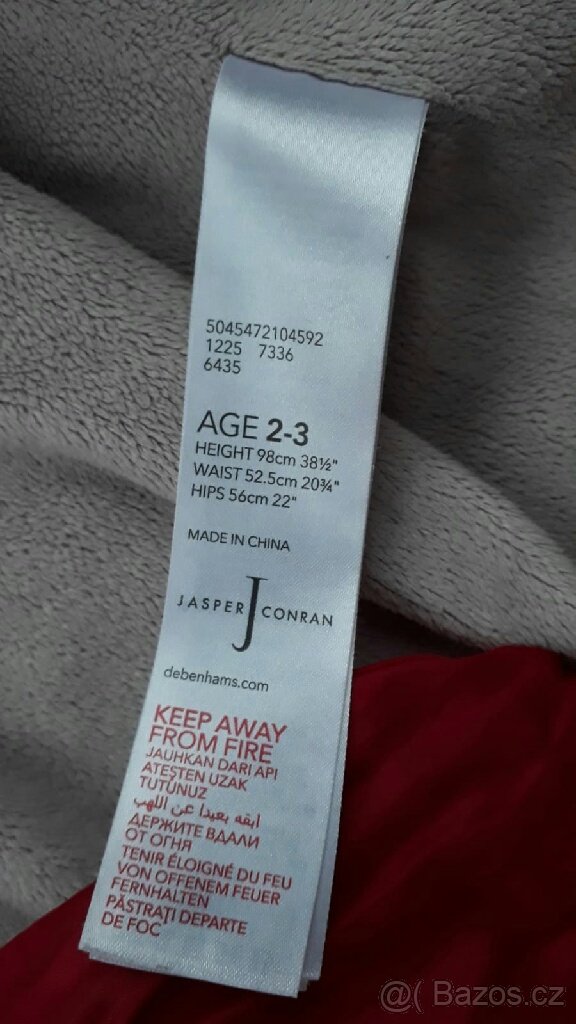 5045472104592
1225 7336
6435
AGE 2-3
HEIGHT 98cm 38½"
WAIST 52.5cm 20¾"
HIPS 56cm 22"
MADE IN CHINA
JASPER J CONRAN
debenhams.com
KEEP AWAY
FROM FIRE
JAUHKAN DARI API
ATEŞTEN UZAK
TUTUNUZ
ابقه بعيدا عن اللهب
ДЕРЖИТЕ ВДАЛИ
ОТ ОГНЯ
TENIR ÉLOIGNÉ DU FEU
VON OFFENEM FEUER
FERNHALTEN
PĂSTRAŢI DEPARTE
DE FOC
@( Bazos.cz